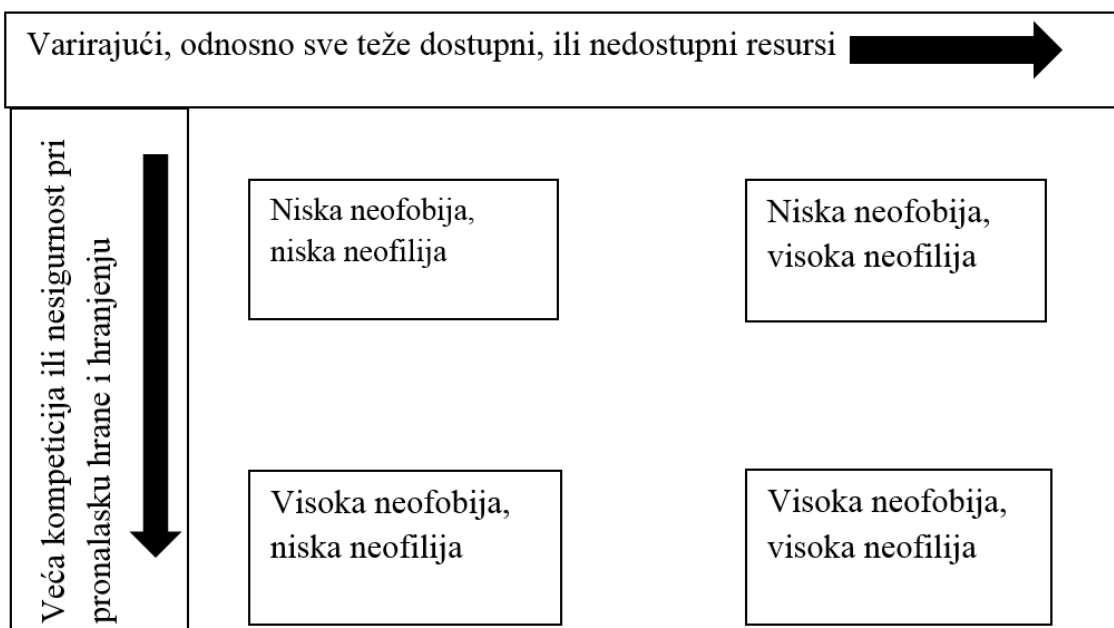 Varirajući, odnosno sve teže dostupni, ili nedostupni resursi
Veća kompeticija ili nesigurnost pri
pronalasku hrane i hranjenju
Niska neofobija,
niska neofilija
Niska neofobija,
visoka neofilija
Visoka neofobija,
niska neofilija
Visoka neofobija,
visoka neofilija